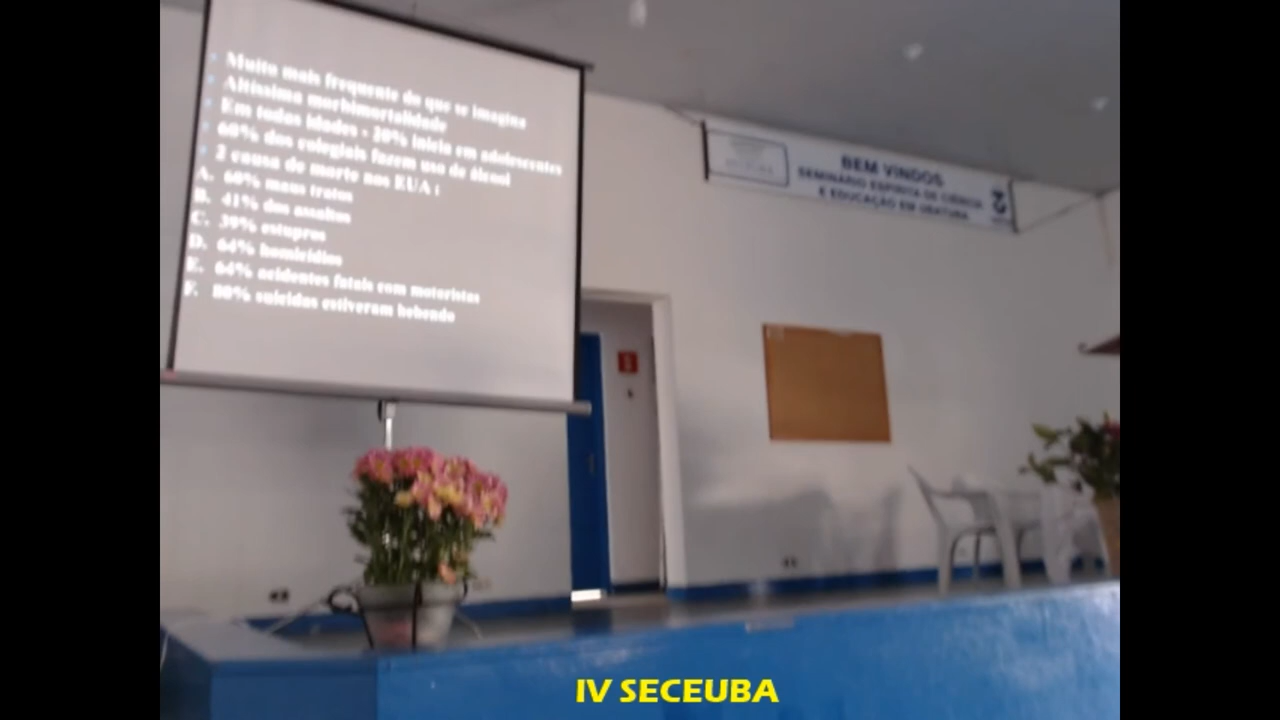 Muito mais frequente do que se imagina
Altissima morbimortalidade
Em todas idades - 20% inicia em adolescentes
60% dos colegiais fazem uso de álcool
2 causa de morte nos EUA :
A. 60% maus tratos
B. 41% dos assaltos
C. 39% estupros
D. 64% homicídios
E. 64% acidentes fatais com motoristas
F. 80% suicidas estiveram bebendo
BEM VINDOS
SEMINÁRIO ESPÍRITA DE CIÊNCIA
E EDUCAÇÃO EM UBATUBA
IV SECEUBA